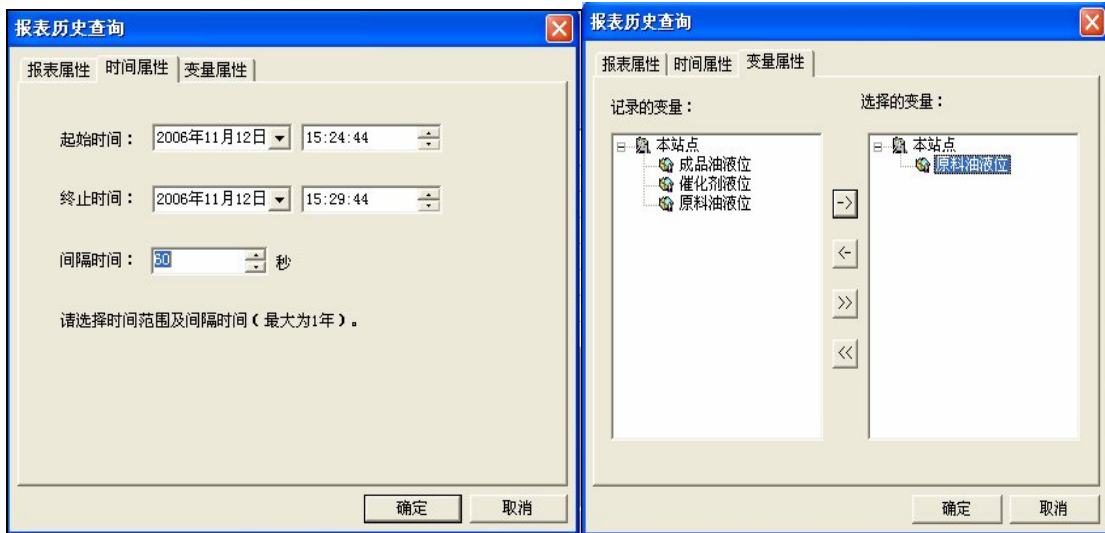 报表历史查询
报表属性 时间属性 变量属性
起始时间： 2006年11月12日 15:24:44
终止时间： 2006年11月12日 15:29:44
间隔时间： 60 秒
请选择时间范围及间隔时间（最大为1年）。
确定 取消
报表历史查询
报表属性 时间属性 变量属性
记录的变量： 选择的变量：
本站点 本站点
成品油液位 原料油液位
催化剂液位
原料油液位
->
<-
>>
<<
确定 取消